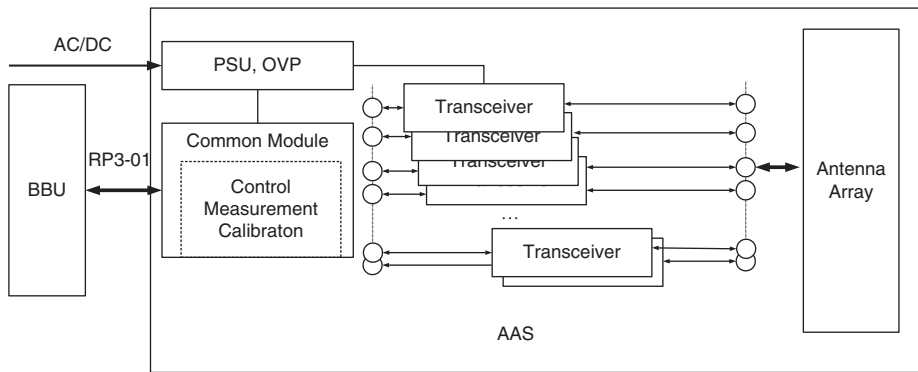 AC/DC
PSU, OVP
Transceiver
Common Module
Transceiver
RP3-01
Transceiver
BBU
Control
Measurement
Calibraton
Antenna
Array
...
Transceiver
AAS